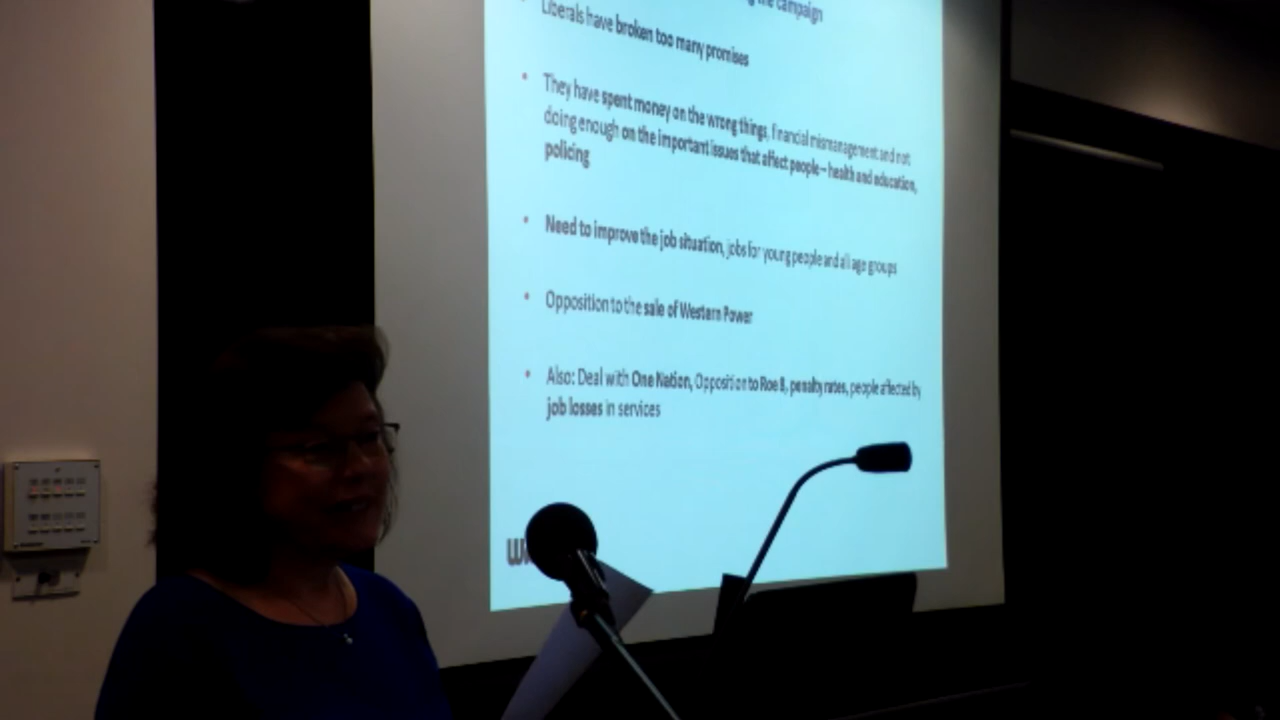 the campaign
Liberals have broken too many promises
They have spent money on the wrong things, financial mismanagement and not
doing enough on the important issues that affect people – health and education,
policing
Need to improve the job situation, jobs for young people and all age groups
Opposition to the sale of Western Power
Also: Deal with One Nation, Opposition to Roe 8, penalty rates, people affected by
job losses in services